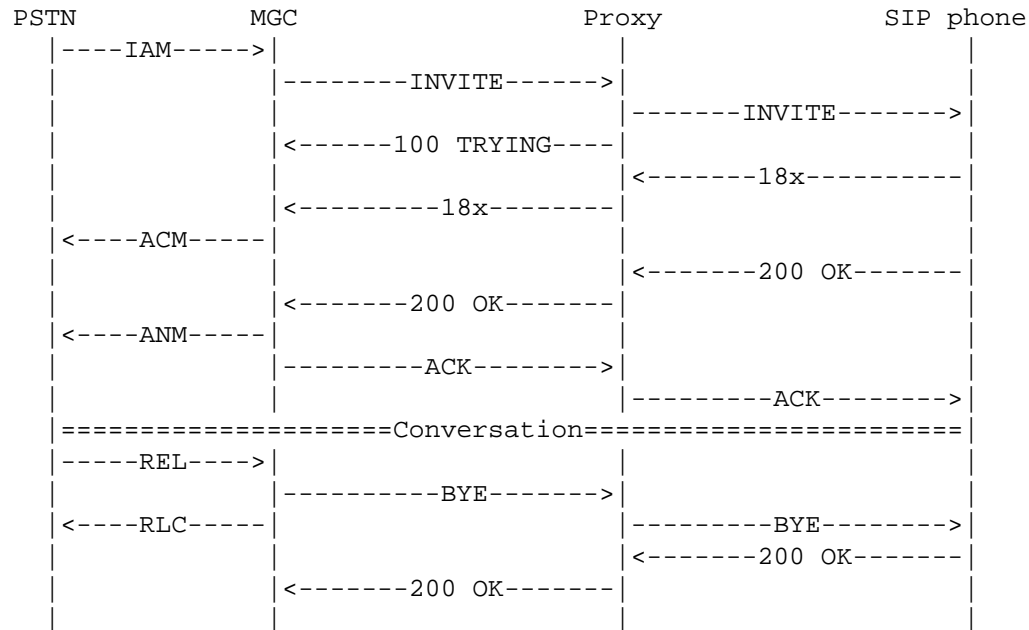 PSTN MGC Proxy SIP phone
|----IAM----->| | |
| |--------INVITE------>| |
| | |-------INVITE------->|
| |<------100 TRYING----| |
| | |<-------18x----------|
| |<---------18x--------| |
|<----ACM-----| | |
| | |<-------200 OK-------|
| |<-------200 OK-------| |
|<----ANM-----| | |
| |---------ACK-------->| |
| | |---------ACK-------->|
|=====================Conversation========================|
|-----REL---->| | |
| |----------BYE------->| |
|<----RLC-----| |---------BYE-------->|
| | |<-------200 OK-------|
| |<-------200 OK-------| |
| | | |